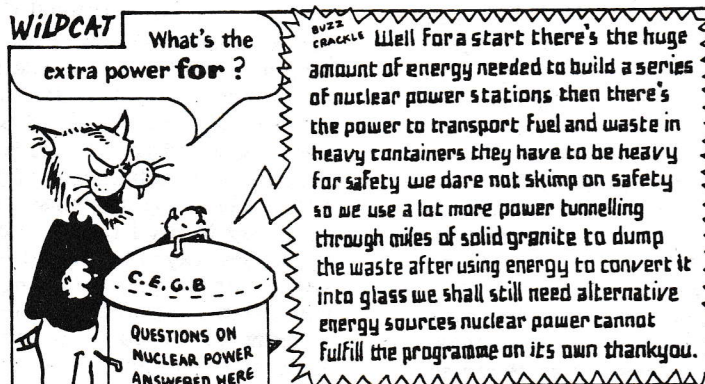 WiLDCAT
What's the
extra power for?
BUZZ
CRACKLE Well for a start there's the huge
amount of energy needed to build a series
of nuclear power stations then there's
the power to transport fuel and waste in
heavy containers they have to be heavy
for safety we dare not skimp on safety
so we use a lot more power tunnelling
through miles of solid granite to dump
the waste after using energy to convert it
into glass we shall still need alternative
energy sources nuclear power cannot
fulfill the programme on its own thankyou.
C.E.G.B
QUESTIONS ON
NUCLEAR POWER
ANSWERED HERE